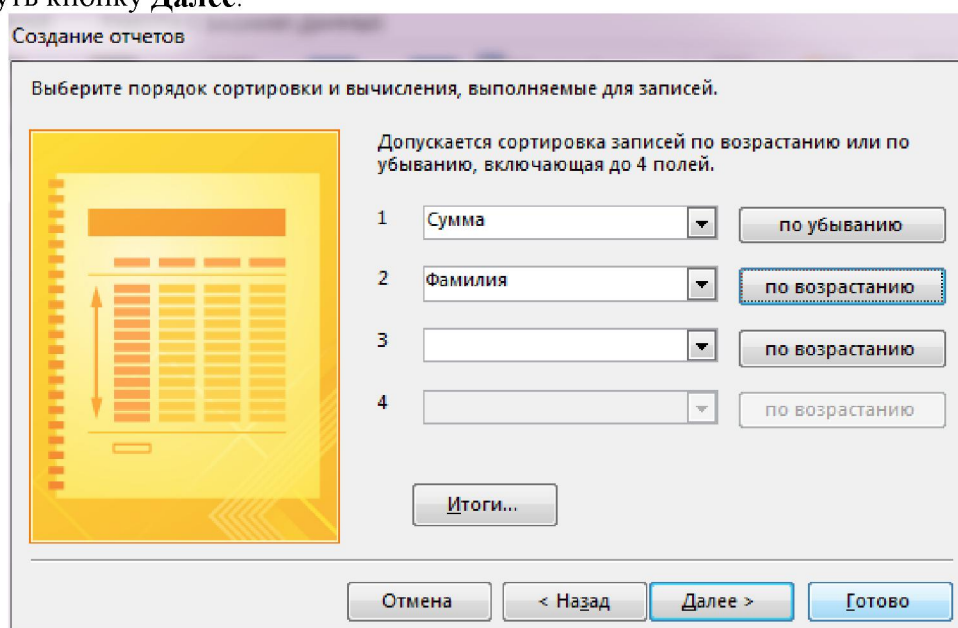 кнопку Далее.
Создание отчетов
Выберите порядок сортировки и вычисления, выполняемые для записей.
Допускается сортировка записей по возрастанию или по
убыванию, включающая до 4 полей.
1 Сумма по убыванию
2 Фамилия по возрастанию
3 по возрастанию
4 по возрастанию
Итоги...
Отмена < Назад Далее > Готово